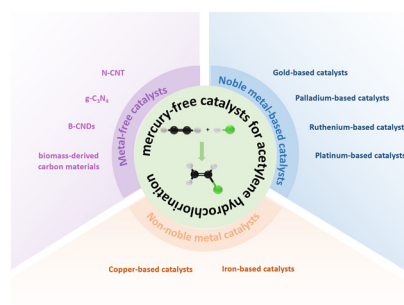 N-CNT
g-C₃N₄
B-CNDs
biomass-derived
carbon materials
Metal-free catalysts
Gold-based catalysts
Palladium-based catalysts
Ruthenium-based catalysts
Platinum-based catalysts
Noble metal-based catalysts
mercury-free catalysts for acetylene hydrochlorination
+
Non-noble metal catalysts
Copper-based catalysts
Iron-based catalysts